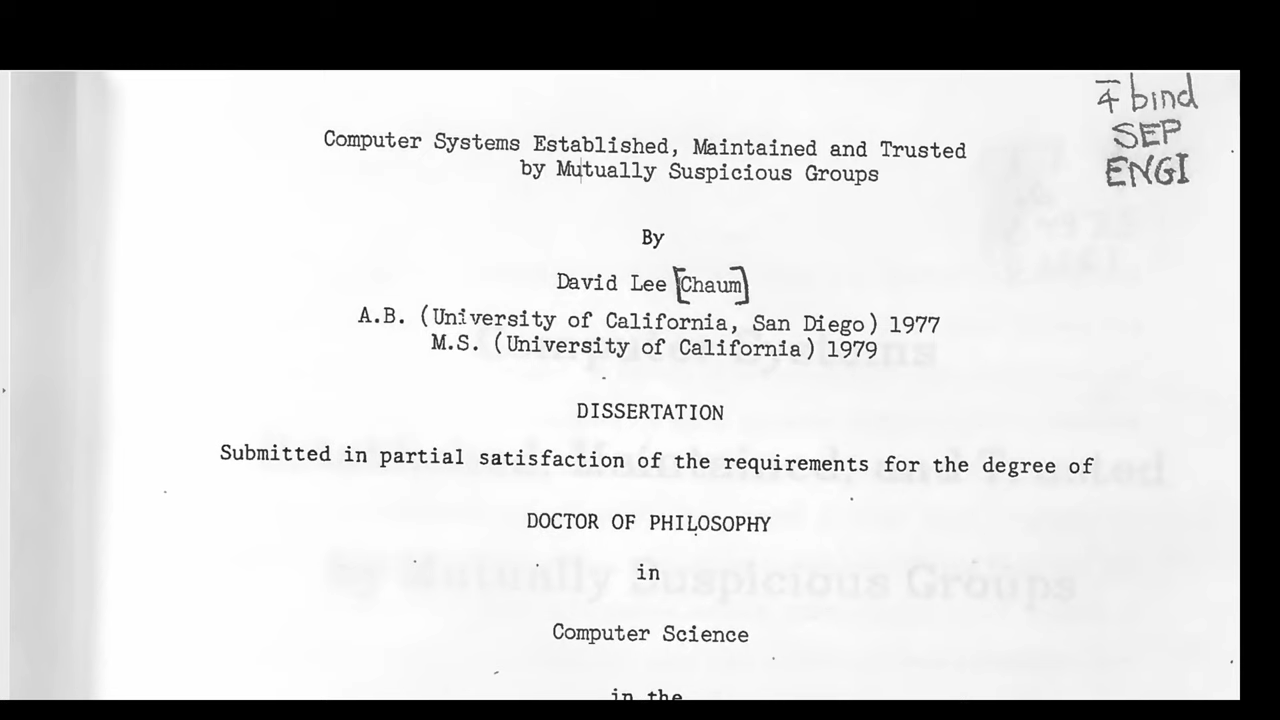 4 bind
SEP
ENGI
Computer Systems Established, Maintained and Trusted
by Mutually Suspicious Groups
By
David Lee [Chaum]
A.B. (University of California, San Diego) 1977
M.S. (University of California) 1979
DISSERTATION
Submitted in partial satisfaction of the requirements for the degree of
DOCTOR OF PHILOSOPHY
in
Computer Science
in the